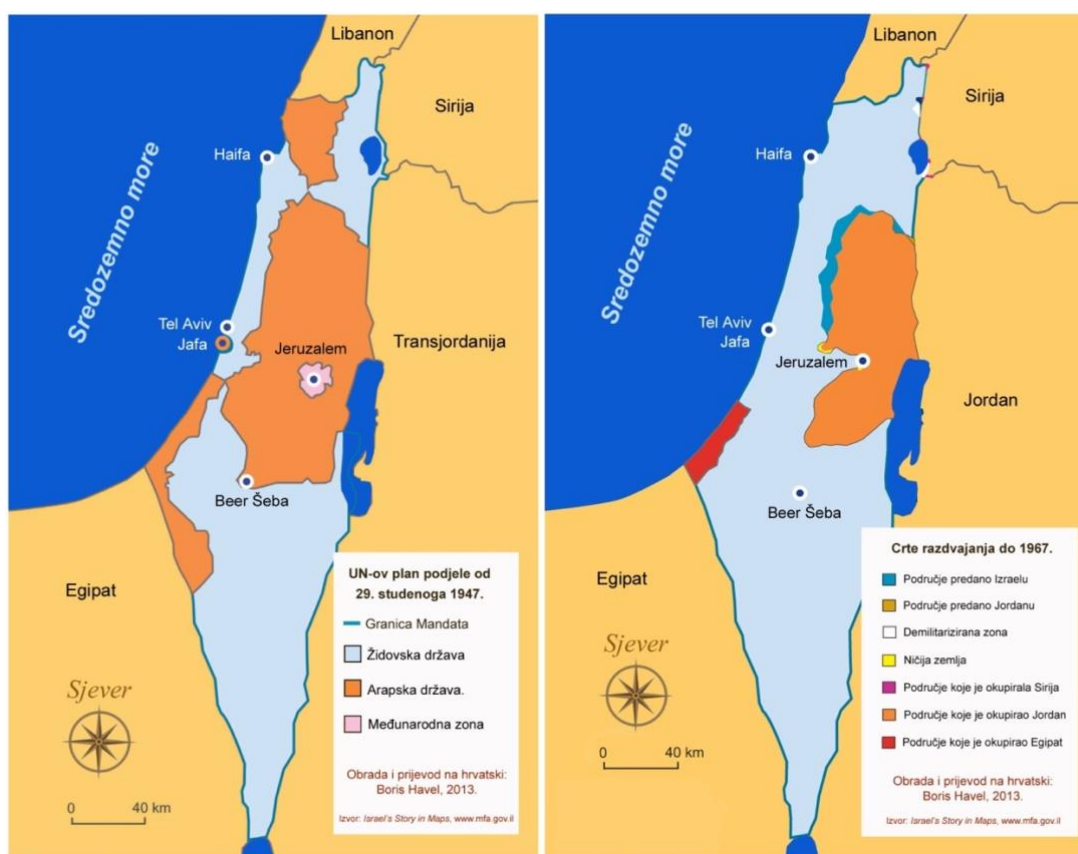 Libanon
Sirija
Haifa
Sredozemno more
Tel Aviv
Jafa
Transjordanija
Jeruzalem
Beer Šeba
Egipat
Sjever
0 40 km
UN-ov plan podjele od
29. studenoga 1947.
Granica Mandata
Židovska država
Arapska država.
Međunarodna zona
Obrada i prijevod na hrvatski:
Boris Havel, 2013.
Izvor: Israel's Story in Maps, www.mfa.gov.il
Libanon
Sirija
Haifa
Sredozemno more
Tel Aviv
Jafa
Jeruzalem
Jordan
Beer Šeba
Egipat
Sjever
0 40 km
Crte razdvajanja do 1967.
Područje predano Izraelu
Područje predano Jordanu
Demilitarizirana zona
Ničija zemlja
Područje koje je okupirala Sirija
Područje koje je okupirao Jordan
Područje koje je okupirao Egipat
Obrada i prijevod na hrvatski:
Boris Havel, 2013.
Izvor: Israel's Story in Maps, www.mfa.gov.il